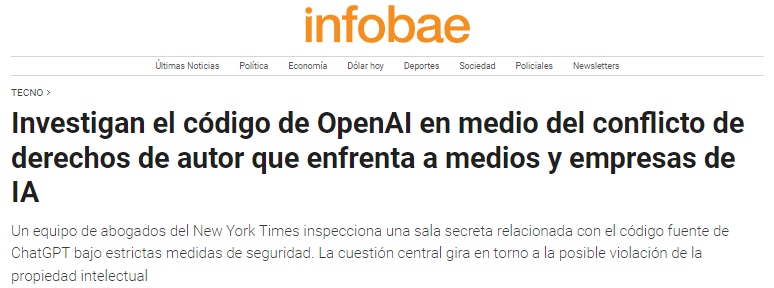 infobae
Últimas Noticias Política Economía Dólar hoy Deportes Sociedad Policiales Newsletters
TECNO >
Investigan el código de OpenAI en medio del conflicto de
derechos de autor que enfrenta a medios y empresas de
IA
Un equipo de abogados del New York Times inspecciona una sala secreta relacionada con el código fuente de
ChatGPT bajo estrictas medidas de seguridad. La cuestión central gira en torno a la posible violación de la
propiedad intelectual